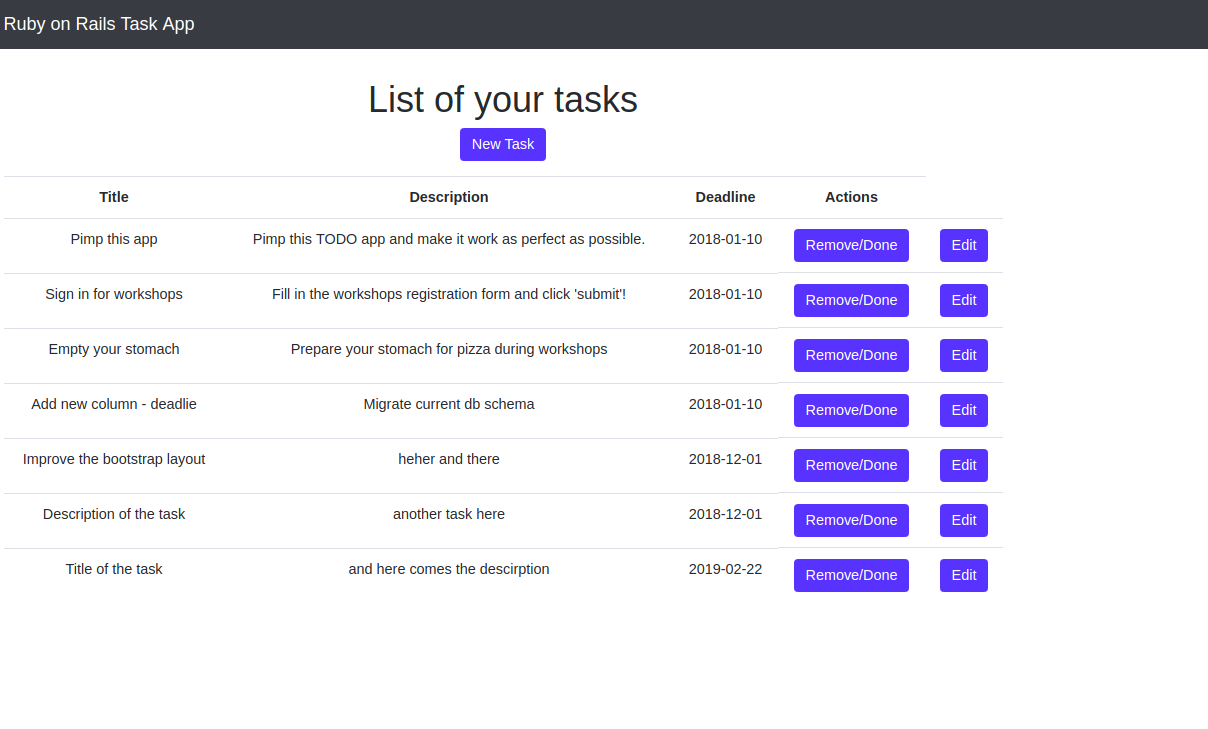 Ruby on Rails Task App
List of your tasks
New Task
Title Description Deadline Actions
Pimp this app Pimp this TODO app and make it work as perfect as possible. 2018-01-10 Remove/Done Edit
Sign in for workshops Fill in the workshops registration form and click 'submit'! 2018-01-10 Remove/Done Edit
Empty your stomach Prepare your stomach for pizza during workshops 2018-01-10 Remove/Done Edit
Add new column - deadlie Migrate current db schema 2018-01-10 Remove/Done Edit
Improve the bootstrap layout heher and there 2018-12-01 Remove/Done Edit
Description of the task another task here 2018-12-01 Remove/Done Edit
Title of the task and here comes the descirption 2019-02-22 Remove/Done Edit